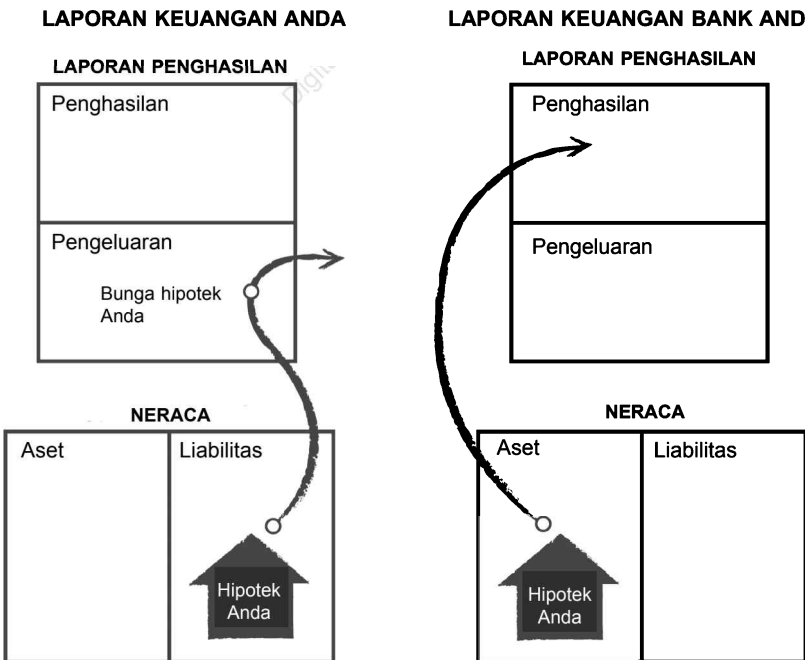 LAPORAN KEUANGAN ANDA
LAPORAN PENGHASILAN
Penghasilan
Pengeluaran
Bunga hipotek
Anda
NERACA
Aset
Liabilitas
Hipotek
Anda
LAPORAN KEUANGAN BANK AND
LAPORAN PENGHASILAN
Penghasilan
Pengeluaran
NERACA
Aset
Liabilitas
Hipotek
Anda